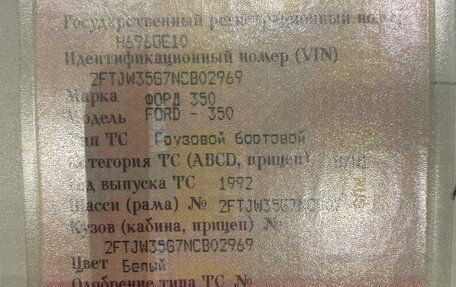 Государственный регистрационный номер
Н696ОЕ10
Идентификационный номер (VIN)
2FTJW35G7NCB02969
Марка ФОРД 350
Модель FORD - 350
Тип ТС Грузовой бортовой
Категория ТС (ABCD, прицеп)
Год выпуска ТС 1992
Шасси (рама) №
Кузов (кабина, прицеп) №
2FTJW35G7NCB02969
Цвет Белый
Одобрение типа ТС №